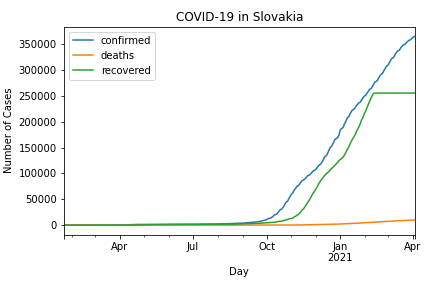 COVID-19 in Slovakia
confirmed
deaths
recovered
350000
300000
250000
200000
150000
100000
50000
0
Number of Cases
Apr
Jul
Oct
Jan
2021
Apr
Day